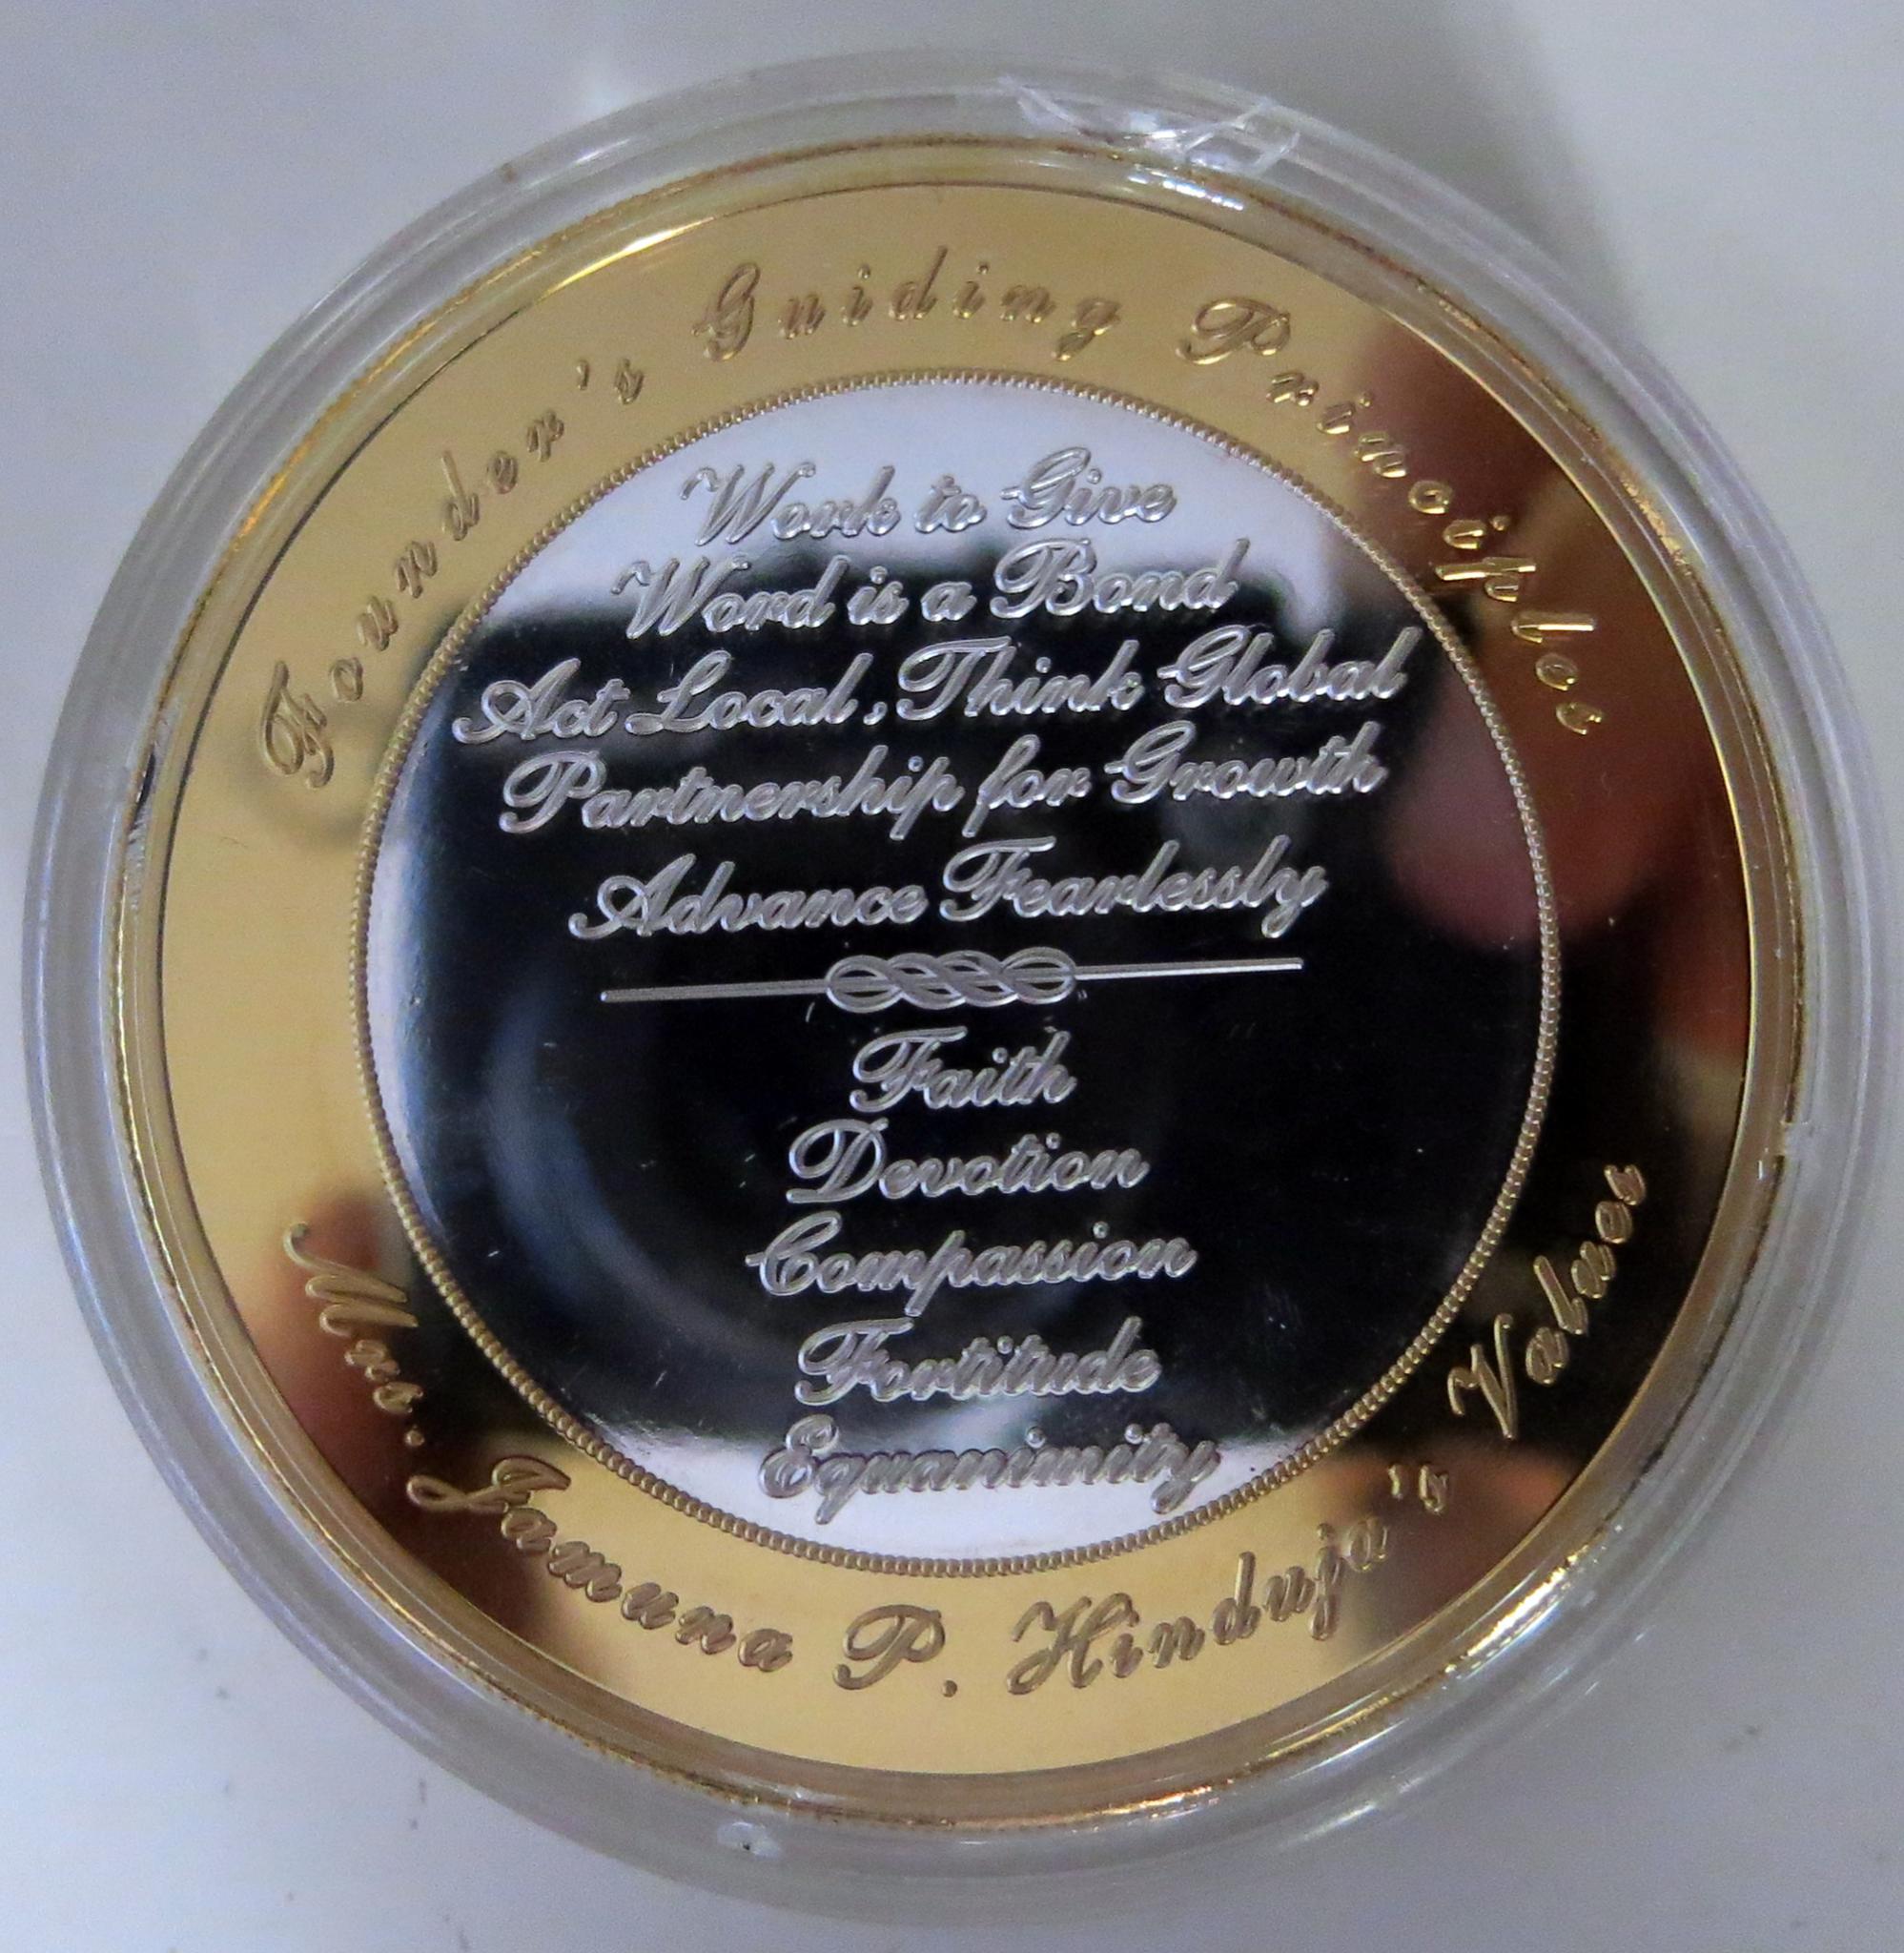 Founder's Guiding Principles
Work to Give
Word is a Bond
Act Local, Think Global
Partnership for Growth
Advance Fearlessly
Faith
Devotion
Compassion
Fortitude
Equanimity
Mrs. Jamuna P. Hinduja's Values